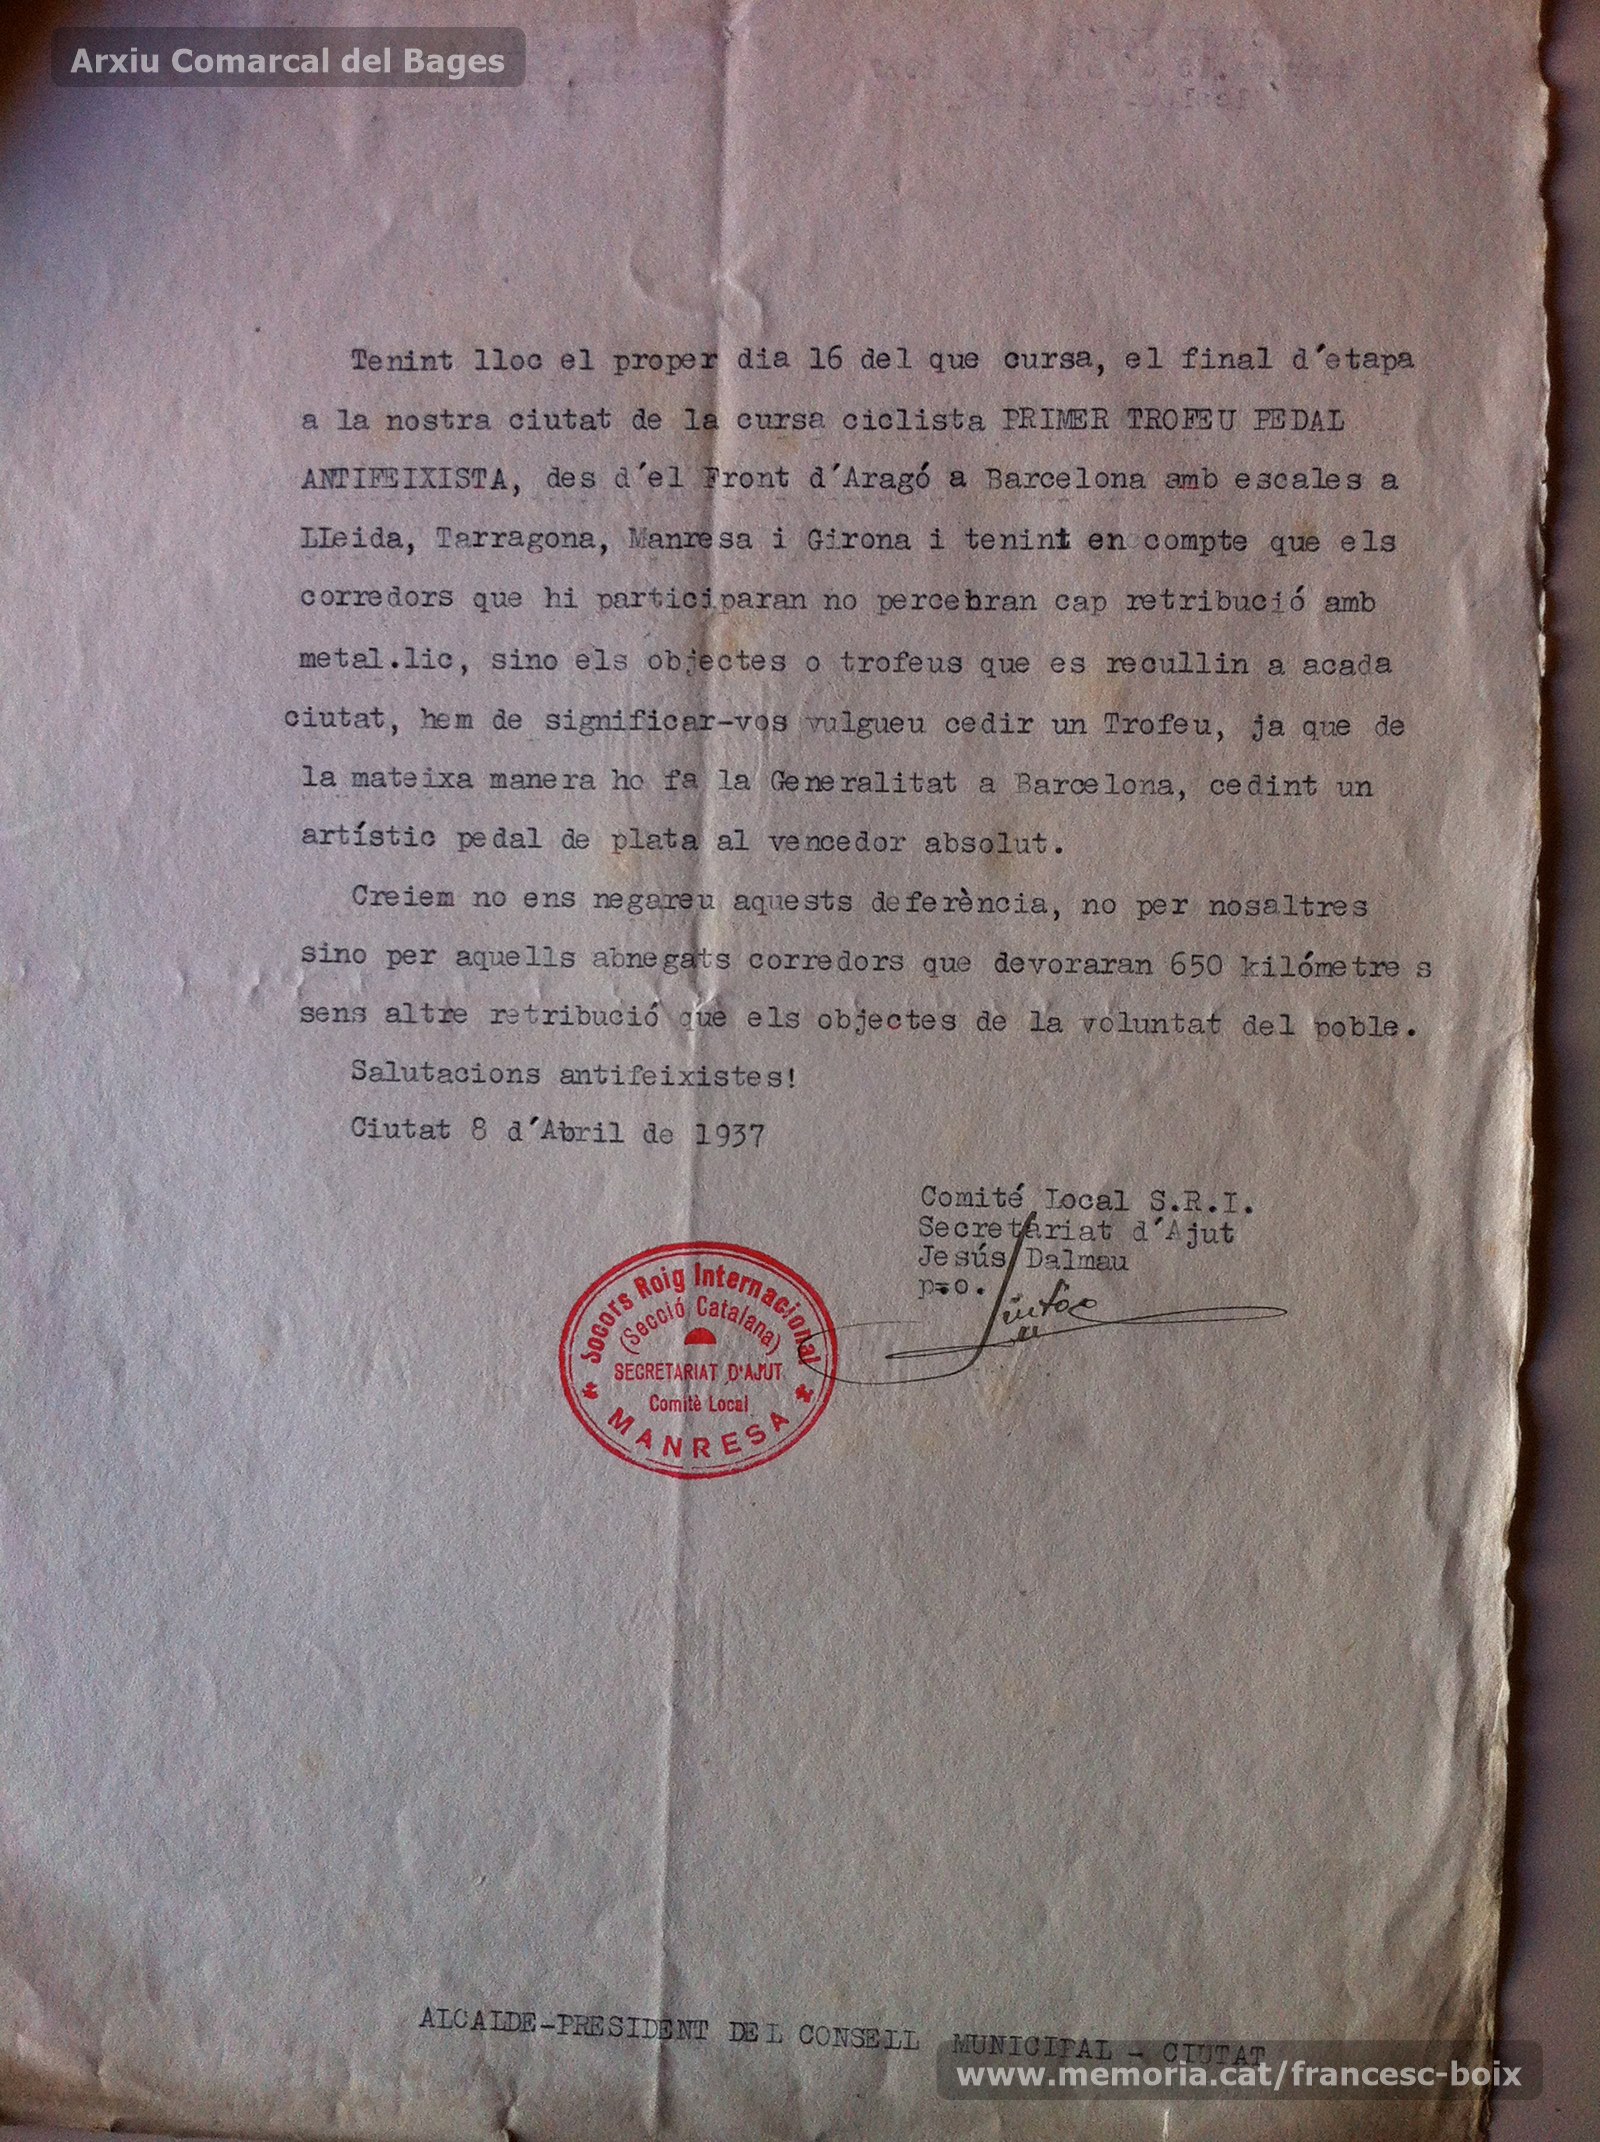 Arxiu Comarcal del Bages
Tenint lloc el proper dia 16 del que cursa, el final d´etapa
a la nostra ciutat de la cursa ciclista PRIMER TROFEU PEDAL
ANTIFEIXISTA, des d´el Front d´Aragó a Barcelona amb escales a
LLeida, Tarragona, Manresa i Girona i tenint en compte que els
corredors que hi participaran no percebran cap retribució amb
metal.lic, sino els objectes o trofeus que es recullin a acada
ciutat, hem de significar-vos vulgueu cedir un Trofeu, ja que de
la mateixa manera ho fa la Generalitat a Barcelona, cedint un
artístic pedal de plata al vencedor absolut.
Creiem no ens negareu aquests deferència, no per nosaltres
sino per aquells abnegats corredors que devoraran 650 kilómetre s
sens altre retribució que els objectes de la voluntat del poble.
Salutacions antifeixistes!
Ciutat 8 d´Abril de 1937
Comité Local S.R.I.
Secretariat d´Ajut
Jesús Dalmau
p.o.
Socors Roig Internacional
(Secció Catalana)
SECRETARIAT D'AJUT
Comitè Local
MANRESA
ALCALDE-PRESIDENT DEL CONSELL MUNICIPAL - CIUTAT
www.memoria.cat/francesc-boix